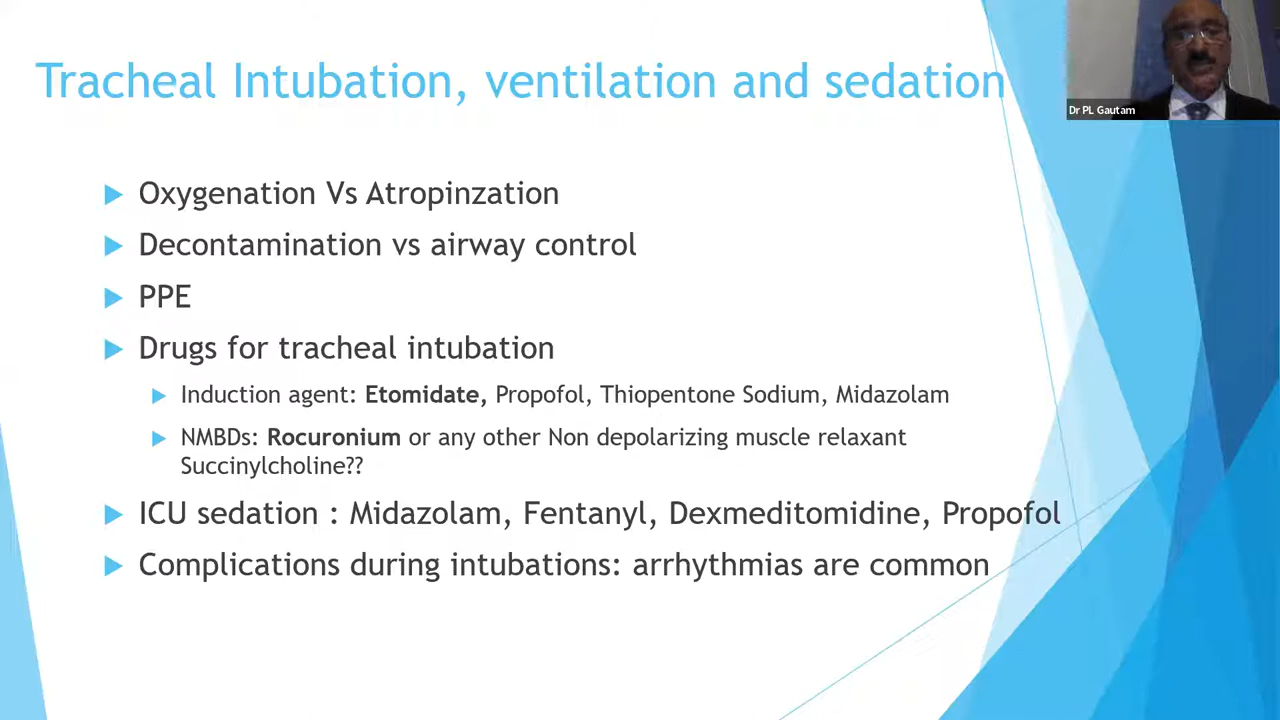 Tracheal Intubation, ventilation and sedation
Dr PL Gautam
Oxygenation Vs Atropinzation
Decontamination vs airway control
PPE
Drugs for tracheal intubation
Induction agent: Etomidate, Propofol, Thiopentone Sodium, Midazolam
NMBDs: Rocuronium or any other Non depolarizing muscle relaxant
Succinylcholine??
ICU sedation : Midazolam, Fentanyl, Dexmeditomidine, Propofol
Complications during intubations: arrhythmias are common